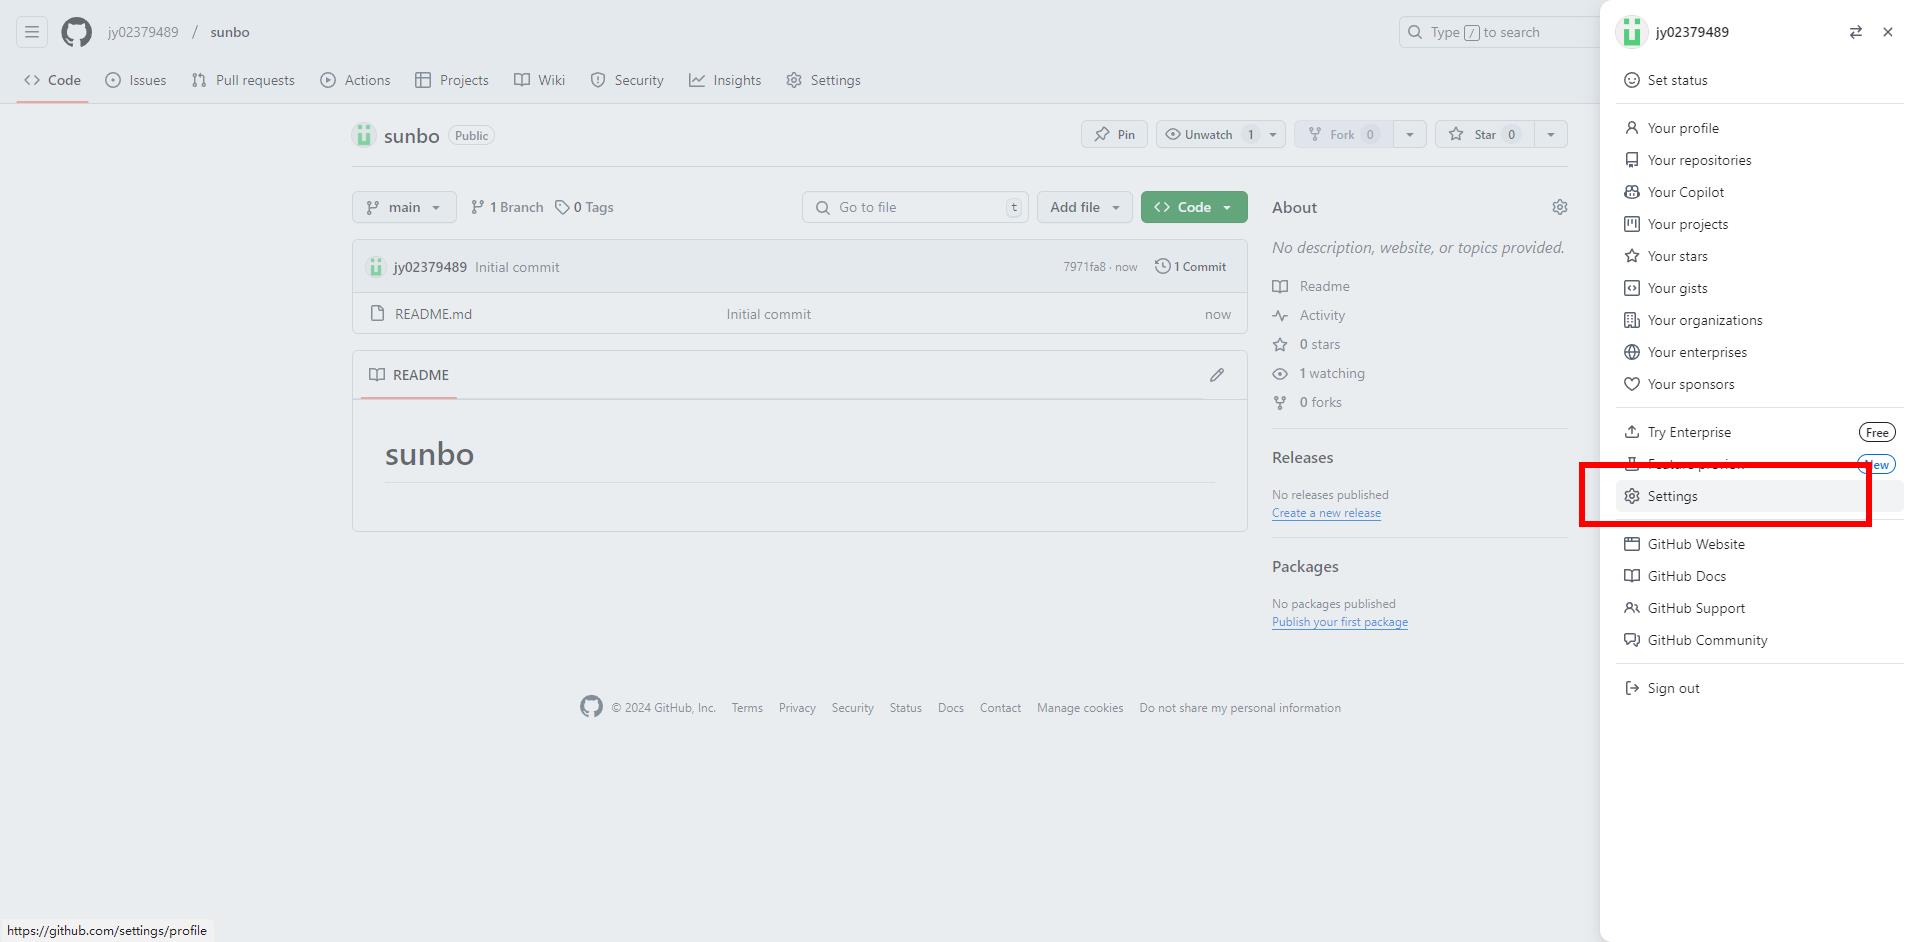 jy02379489 / sunbo
Type / to search
Code Issues Pull requests Actions Projects Wiki Security Insights Settings
sunbo Public
Pin Unwatch 1 Fork 0 Star 0
main 1 Branch 0 Tags Go to file t Add file Code
jy02379489 Initial commit 7971fa8 · now 1 Commit
README.md Initial commit now
README
sunbo
About
No description, website, or topics provided.
Readme
Activity
0 stars
1 watching
0 forks
Releases
No releases published
Create a new release
Packages
No packages published
Publish your first package
© 2024 GitHub, Inc. Terms Privacy Security Status Docs Contact Manage cookies Do not share my personal information
jy02379489
Set status
Your profile
Your repositories
Your Copilot
Your projects
Your stars
Your gists
Your organizations
Your enterprises
Your sponsors
Try Enterprise Free
Feature preview New
Settings
GitHub Website
GitHub Docs
GitHub Support
GitHub Community
Sign out
https://github.com/settings/profile